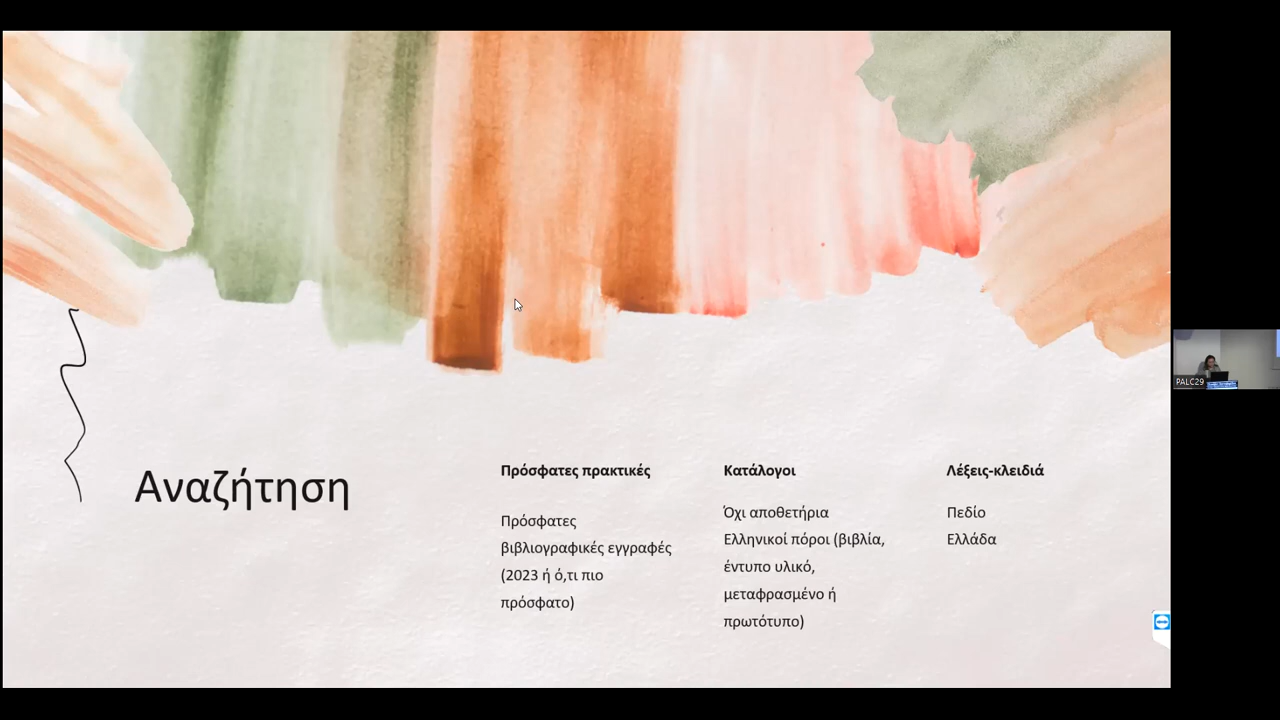 Αναζήτηση
Πρόσφατες πρακτικές
Πρόσφατες
βιβλιογραφικές εγγραφές
(2023 ή ό,τι πιο
πρόσφατο)
Κατάλογοι
Όχι αποθετήρια
Ελληνικοί πόροι (βιβλία,
έντυπο υλικό,
μεταφρασμένο ή
πρωτότυπο)
Λέξεις-κλειδιά
Πεδίο
Ελλάδα
PALC29